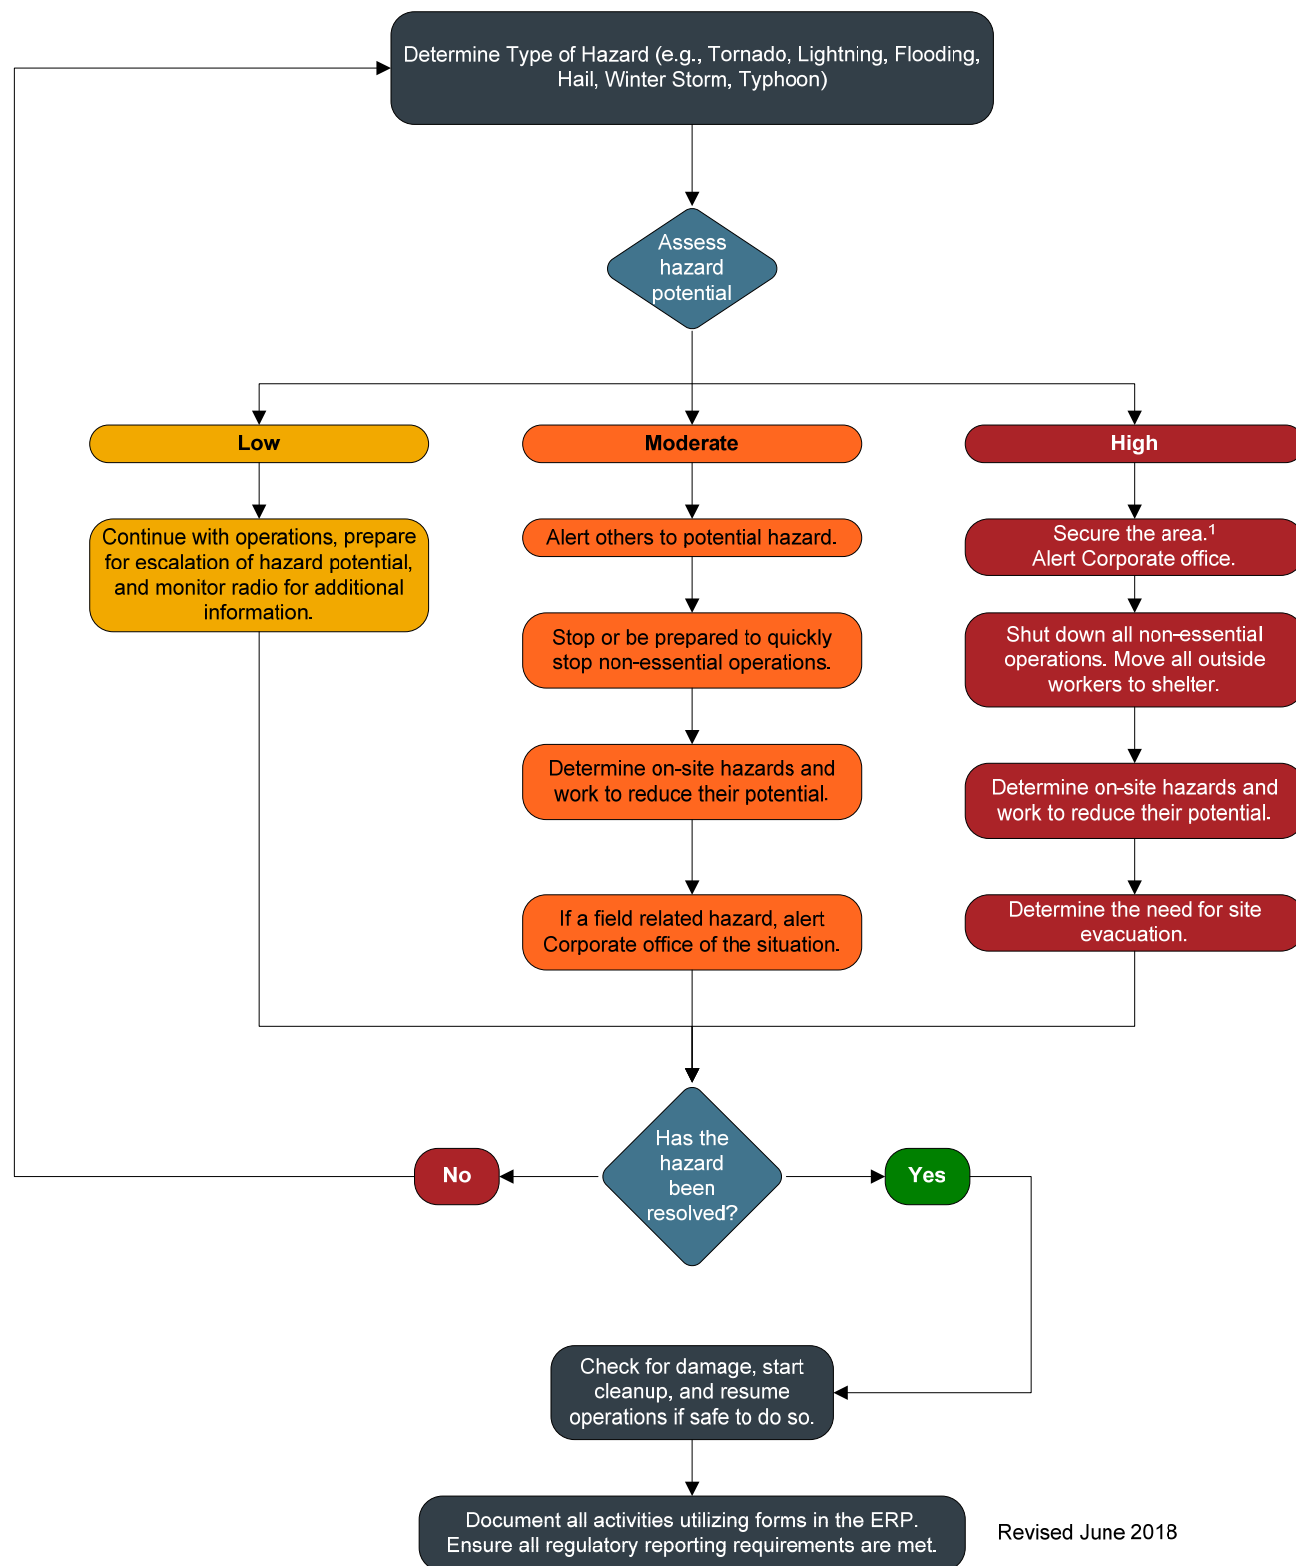 Determine Type of Hazard (e.g., Tornado, Lightning, Flooding,
Hail, Winter Storm, Typhoon)
Assess
hazard
potential
Low
Moderate
High
Continue with operations, prepare
for escalation of hazard potential,
and monitor radio for additional
information.
Alert others to potential hazard.
Secure the area.¹
Alert Corporate office.
Stop or be prepared to quickly
stop non-essential operations.
Shut down all non-essential
operations. Move all outside
workers to shelter.
Determine on-site hazards and
work to reduce their potential.
Determine on-site hazards and
work to reduce their potential.
If a field related hazard, alert
Corporate office of the situation.
Determine the need for site
evacuation.
Has the
hazard
been
resolved?
No
Yes
Check for damage, start
cleanup, and resume
operations if safe to do so.
Document all activities utilizing forms in the ERP.
Ensure all regulatory reporting requirements are met.
Revised June 2018